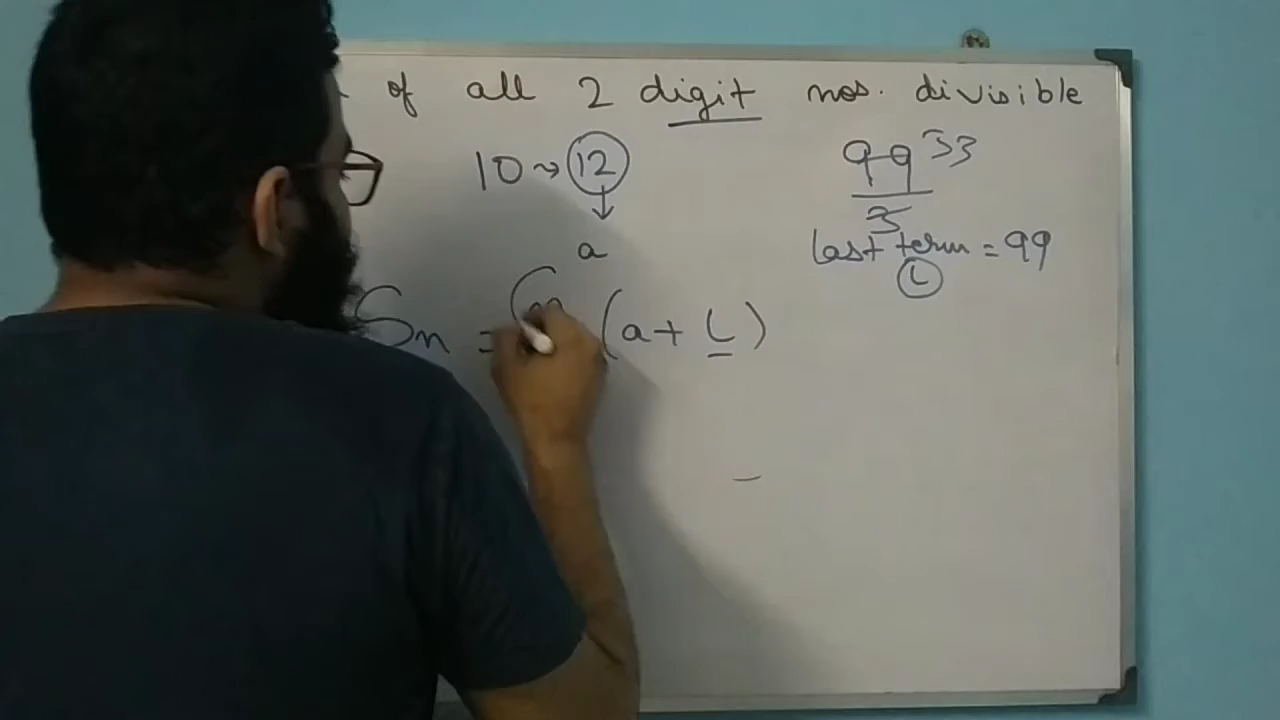 of all 2 digit nos. divisible
10 → 12
99 33
3
a
last term = 99
L
Sn = n (a + L)